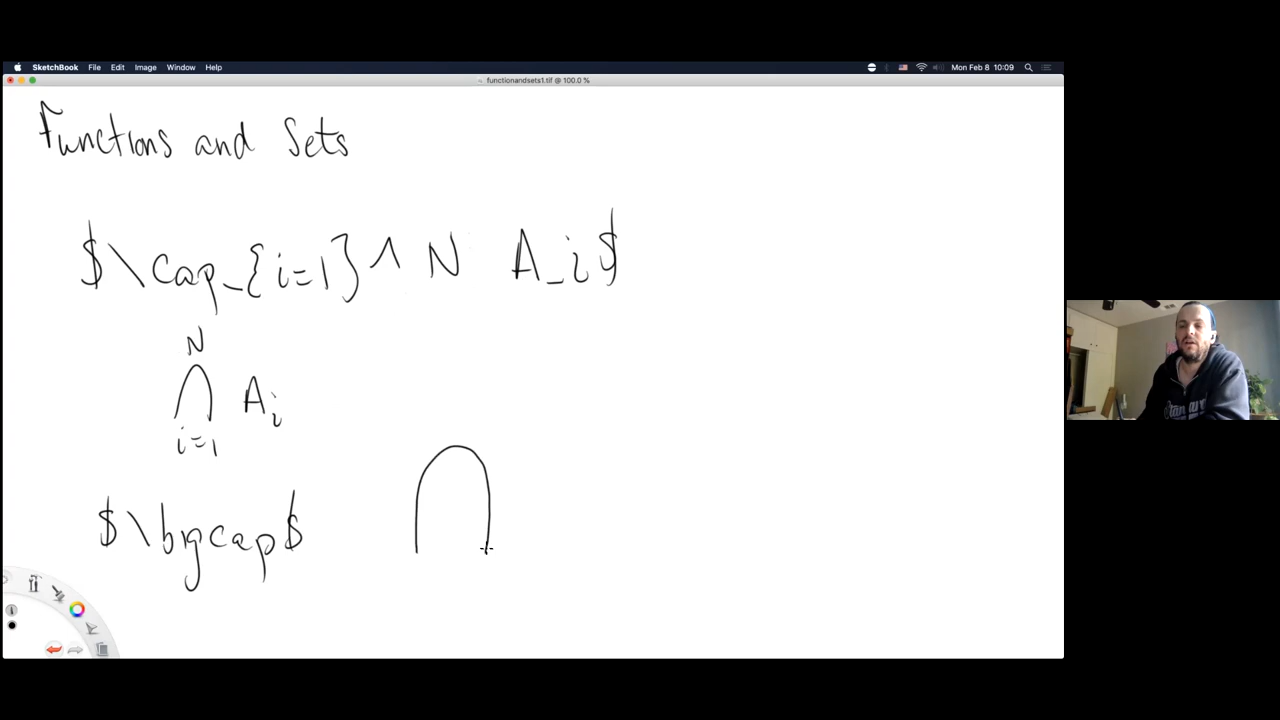 SketchBook File Edit Image Window Help Mon Feb 8 10:09
functionandsets1.tif @ 100.0 %
Functions and Sets
$\cap_{i=1}^N A_i$
N
⋂ A_i
i=1
$\bigcap$ ⋂